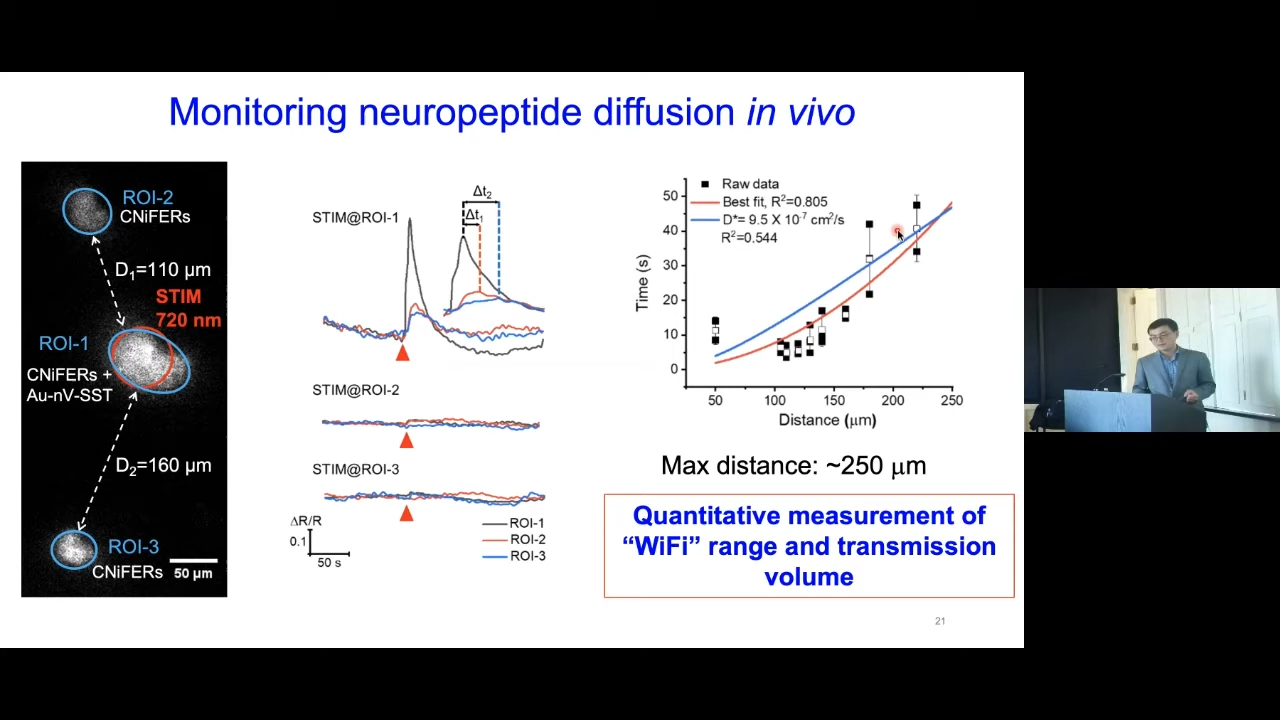 Monitoring neuropeptide diffusion in vivo
ROI-2
CNiFERs
D₁=110 μm
STIM
720 nm
ROI-1
CNiFERs +
Au-nV-SST
D₂=160 μm
ROI-3
CNiFERs
50 μm
STIM@ROI-1
Δt₂
Δt₁
STIM@ROI-2
STIM@ROI-3
ΔR/R
0.1
50 s
ROI-1
ROI-2
ROI-3
Raw data
Best fit, R²=0.805
D*= 9.5 X 10⁻⁷ cm²/s
R²=0.544
Time (s)
50
40
30
20
10
0
50 100 150 200 250
Distance (μm)
Max distance: ~250 μm
Quantitative measurement of
“WiFi” range and transmission
volume
21